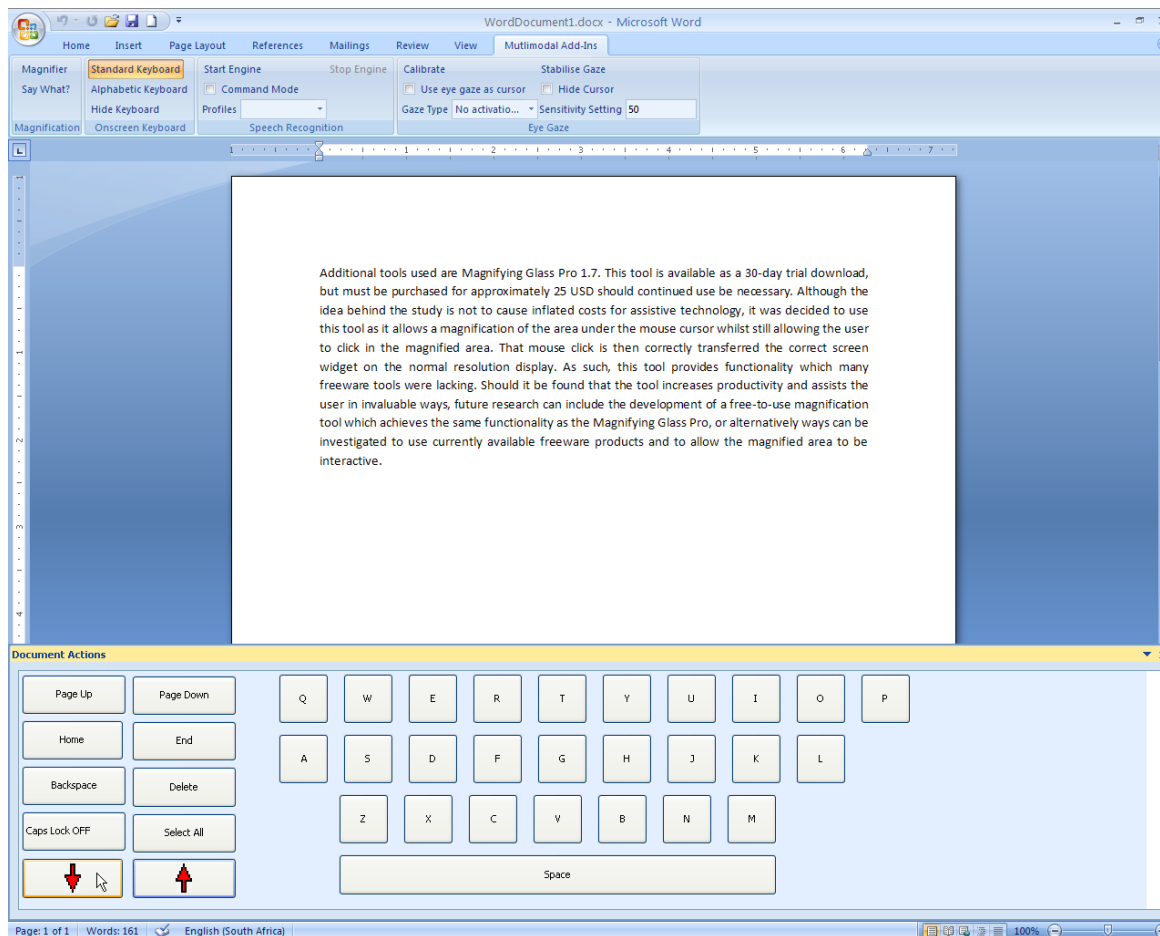 WordDocument1.docx - Microsoft Word
Home Insert Page Layout References Mailings Review View Mutlimodal Add-Ins
Magnifier Standard Keyboard Start Engine Stop Engine Calibrate Stabilise Gaze
Say What? Alphabetic Keyboard Command Mode Use eye gaze as cursor Hide Cursor
Hide Keyboard Profiles Gaze Type No activatio... Sensitivity Setting 50
Magnification Onscreen Keyboard Speech Recognition Eye Gaze
L 1 1 2 3 4 5 6 7
Additional tools used are Magnifying Glass Pro 1.7. This tool is available as a 30-day trial download,
but must be purchased for approximately 25 USD should continued use be necessary. Although the
idea behind the study is not to cause inflated costs for assistive technology, it was decided to use
this tool as it allows a magnification of the area under the mouse cursor whilst still allowing the user
to click in the magnified area. That mouse click is then correctly transferred the correct screen
widget on the normal resolution display. As such, this tool provides functionality which many
freeware tools were lacking. Should it be found that the tool increases productivity and assists the
user in invaluable ways, future research can include the development of a free-to-use magnification
tool which achieves the same functionality as the Magnifying Glass Pro, or alternatively ways can be
investigated to use currently available freeware products and to allow the magnified area to be
interactive.
1
2
3
4
Document Actions
Page Up Page Down Q W E R T Y U I O P
Home End A S D F G H J K L
Backspace Delete
Caps Lock OFF Select All Z X C V B N M
Space
Page: 1 of 1 Words: 161 English (South Africa) 100%